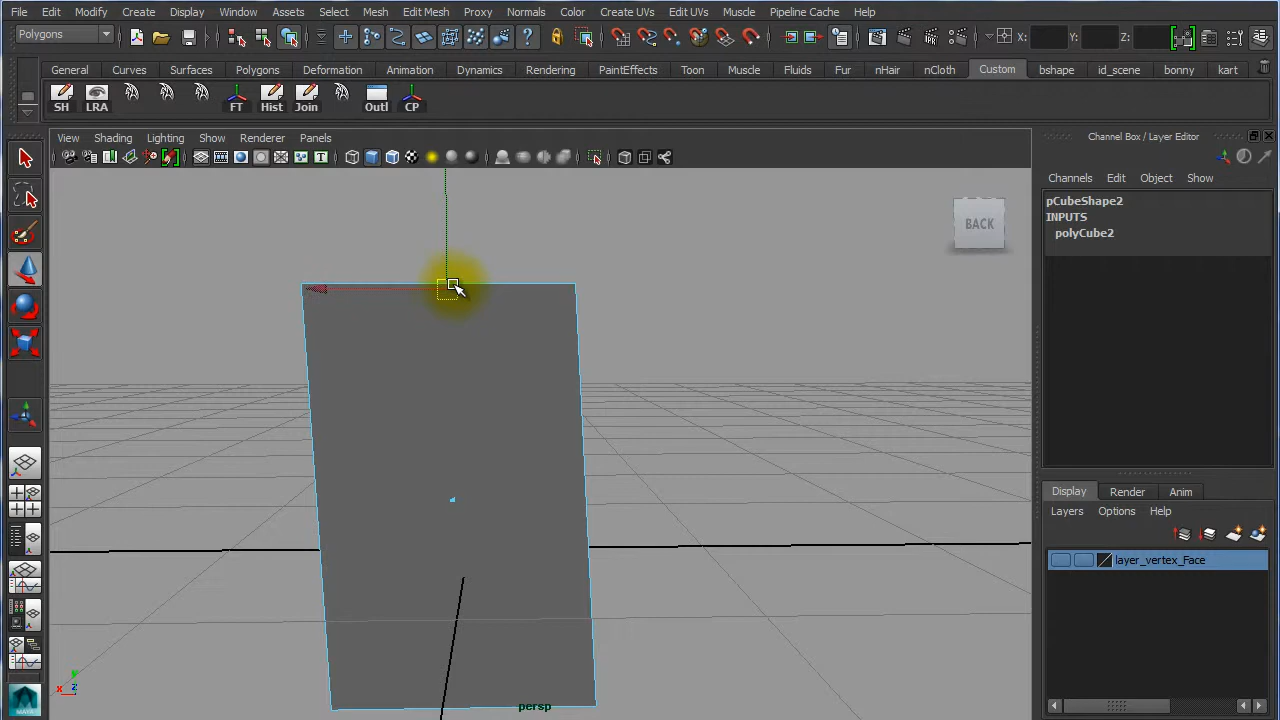 File Edit Modify Create Display Window Assets Select Mesh Edit Mesh Proxy Normals Color Create UVs Edit UVs Muscle Pipeline Cache Help
Polygons X: Y: Z:
General Curves Surfaces Polygons Deformation Animation Dynamics Rendering PaintEffects Toon Muscle Fluids Fur nHair nCloth Custom bshape id_scene bonny kart
SH LRA FT Hist Join Outl CP
View Shading Lighting Show Renderer Panels
Channel Box / Layer Editor
Channels Edit Object Show
pCubeShape2
INPUTS
polyCube2
BACK
Display Render Anim
Layers Options Help
layer_vertex_Face
y
x z
persp